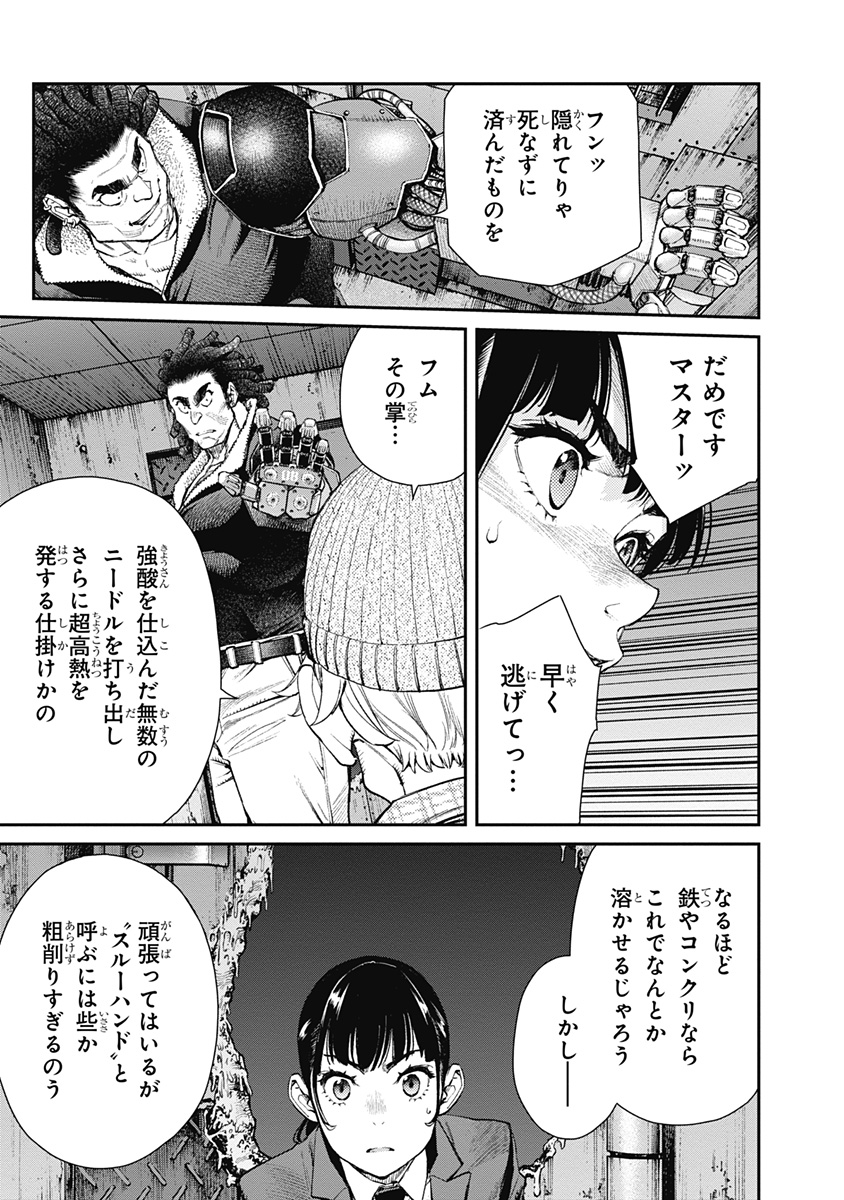 フンッ
隠れてりゃ
死なずに
済んだものを
だめです
マスターッ
早く
逃げてっ…
フム
その掌…
強酸を仕込んだ無数の
ニードルを打ち出し
さらに超高熱を
発する仕掛けかの
なるほど
鉄やコンクリなら
これでなんとか
溶かせるじゃろう
しかし――
頑張ってはいるが
〝スルーハンド〟と
呼ぶには些か
粗削りすぎるのう